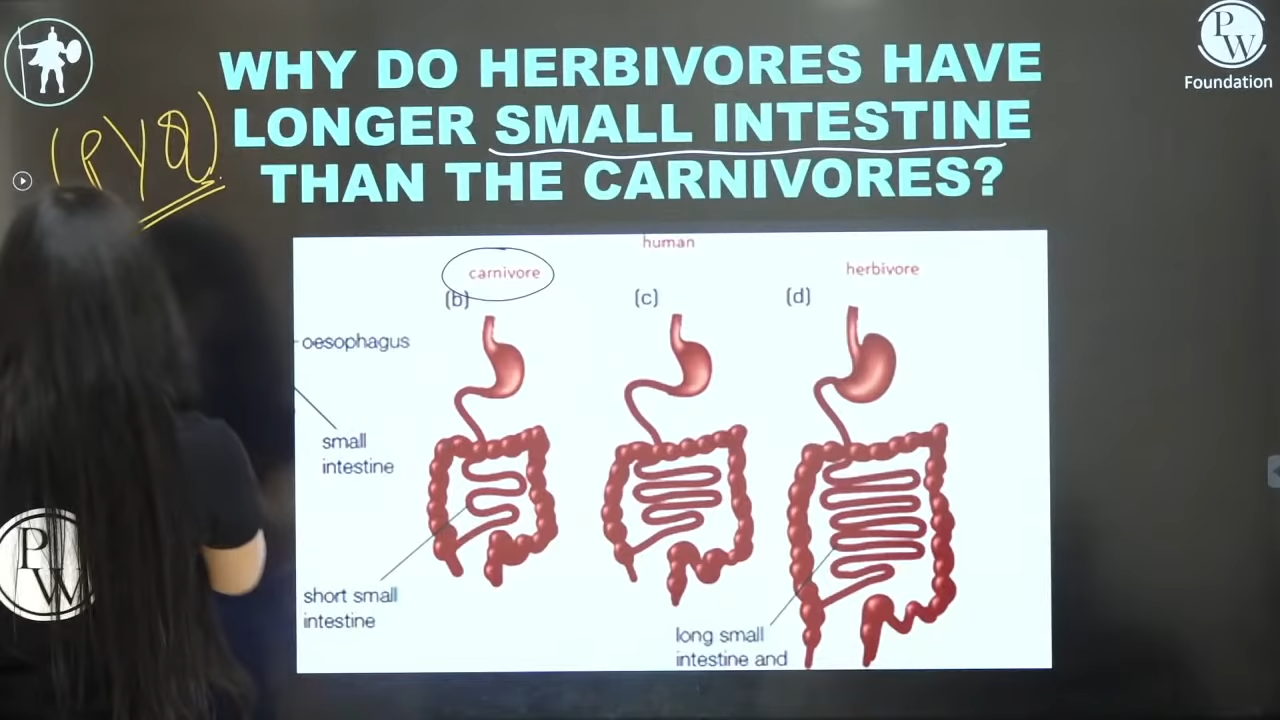 WHY DO HERBIVORES HAVE
LONGER SMALL INTESTINE
THAN THE CARNIVORES?
(PYQ)
PW
Foundation
human
carnivore
herbivore
(b)
(c)
(d)
oesophagus
small
intestine
short small
intestine
long small
intestine and
PW